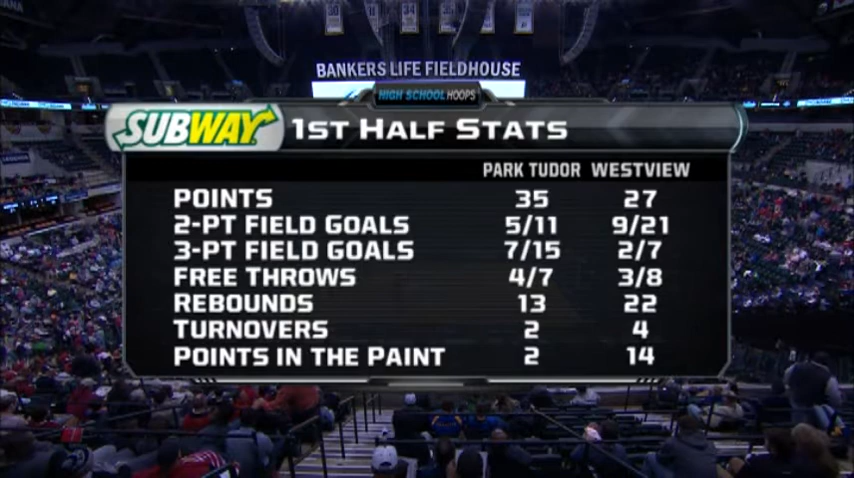 BANKERS LIFE FIELDHOUSE
HIGH SCHOOL HOOPS
SUBWAY 1ST HALF STATS
PARK TUDOR WESTVIEW
POINTS 35 27
2-PT FIELD GOALS 5/11 9/21
3-PT FIELD GOALS 7/15 2/7
FREE THROWS 4/7 3/8
REBOUNDS 13 22
TURNOVERS 2 4
POINTS IN THE PAINT 2 14